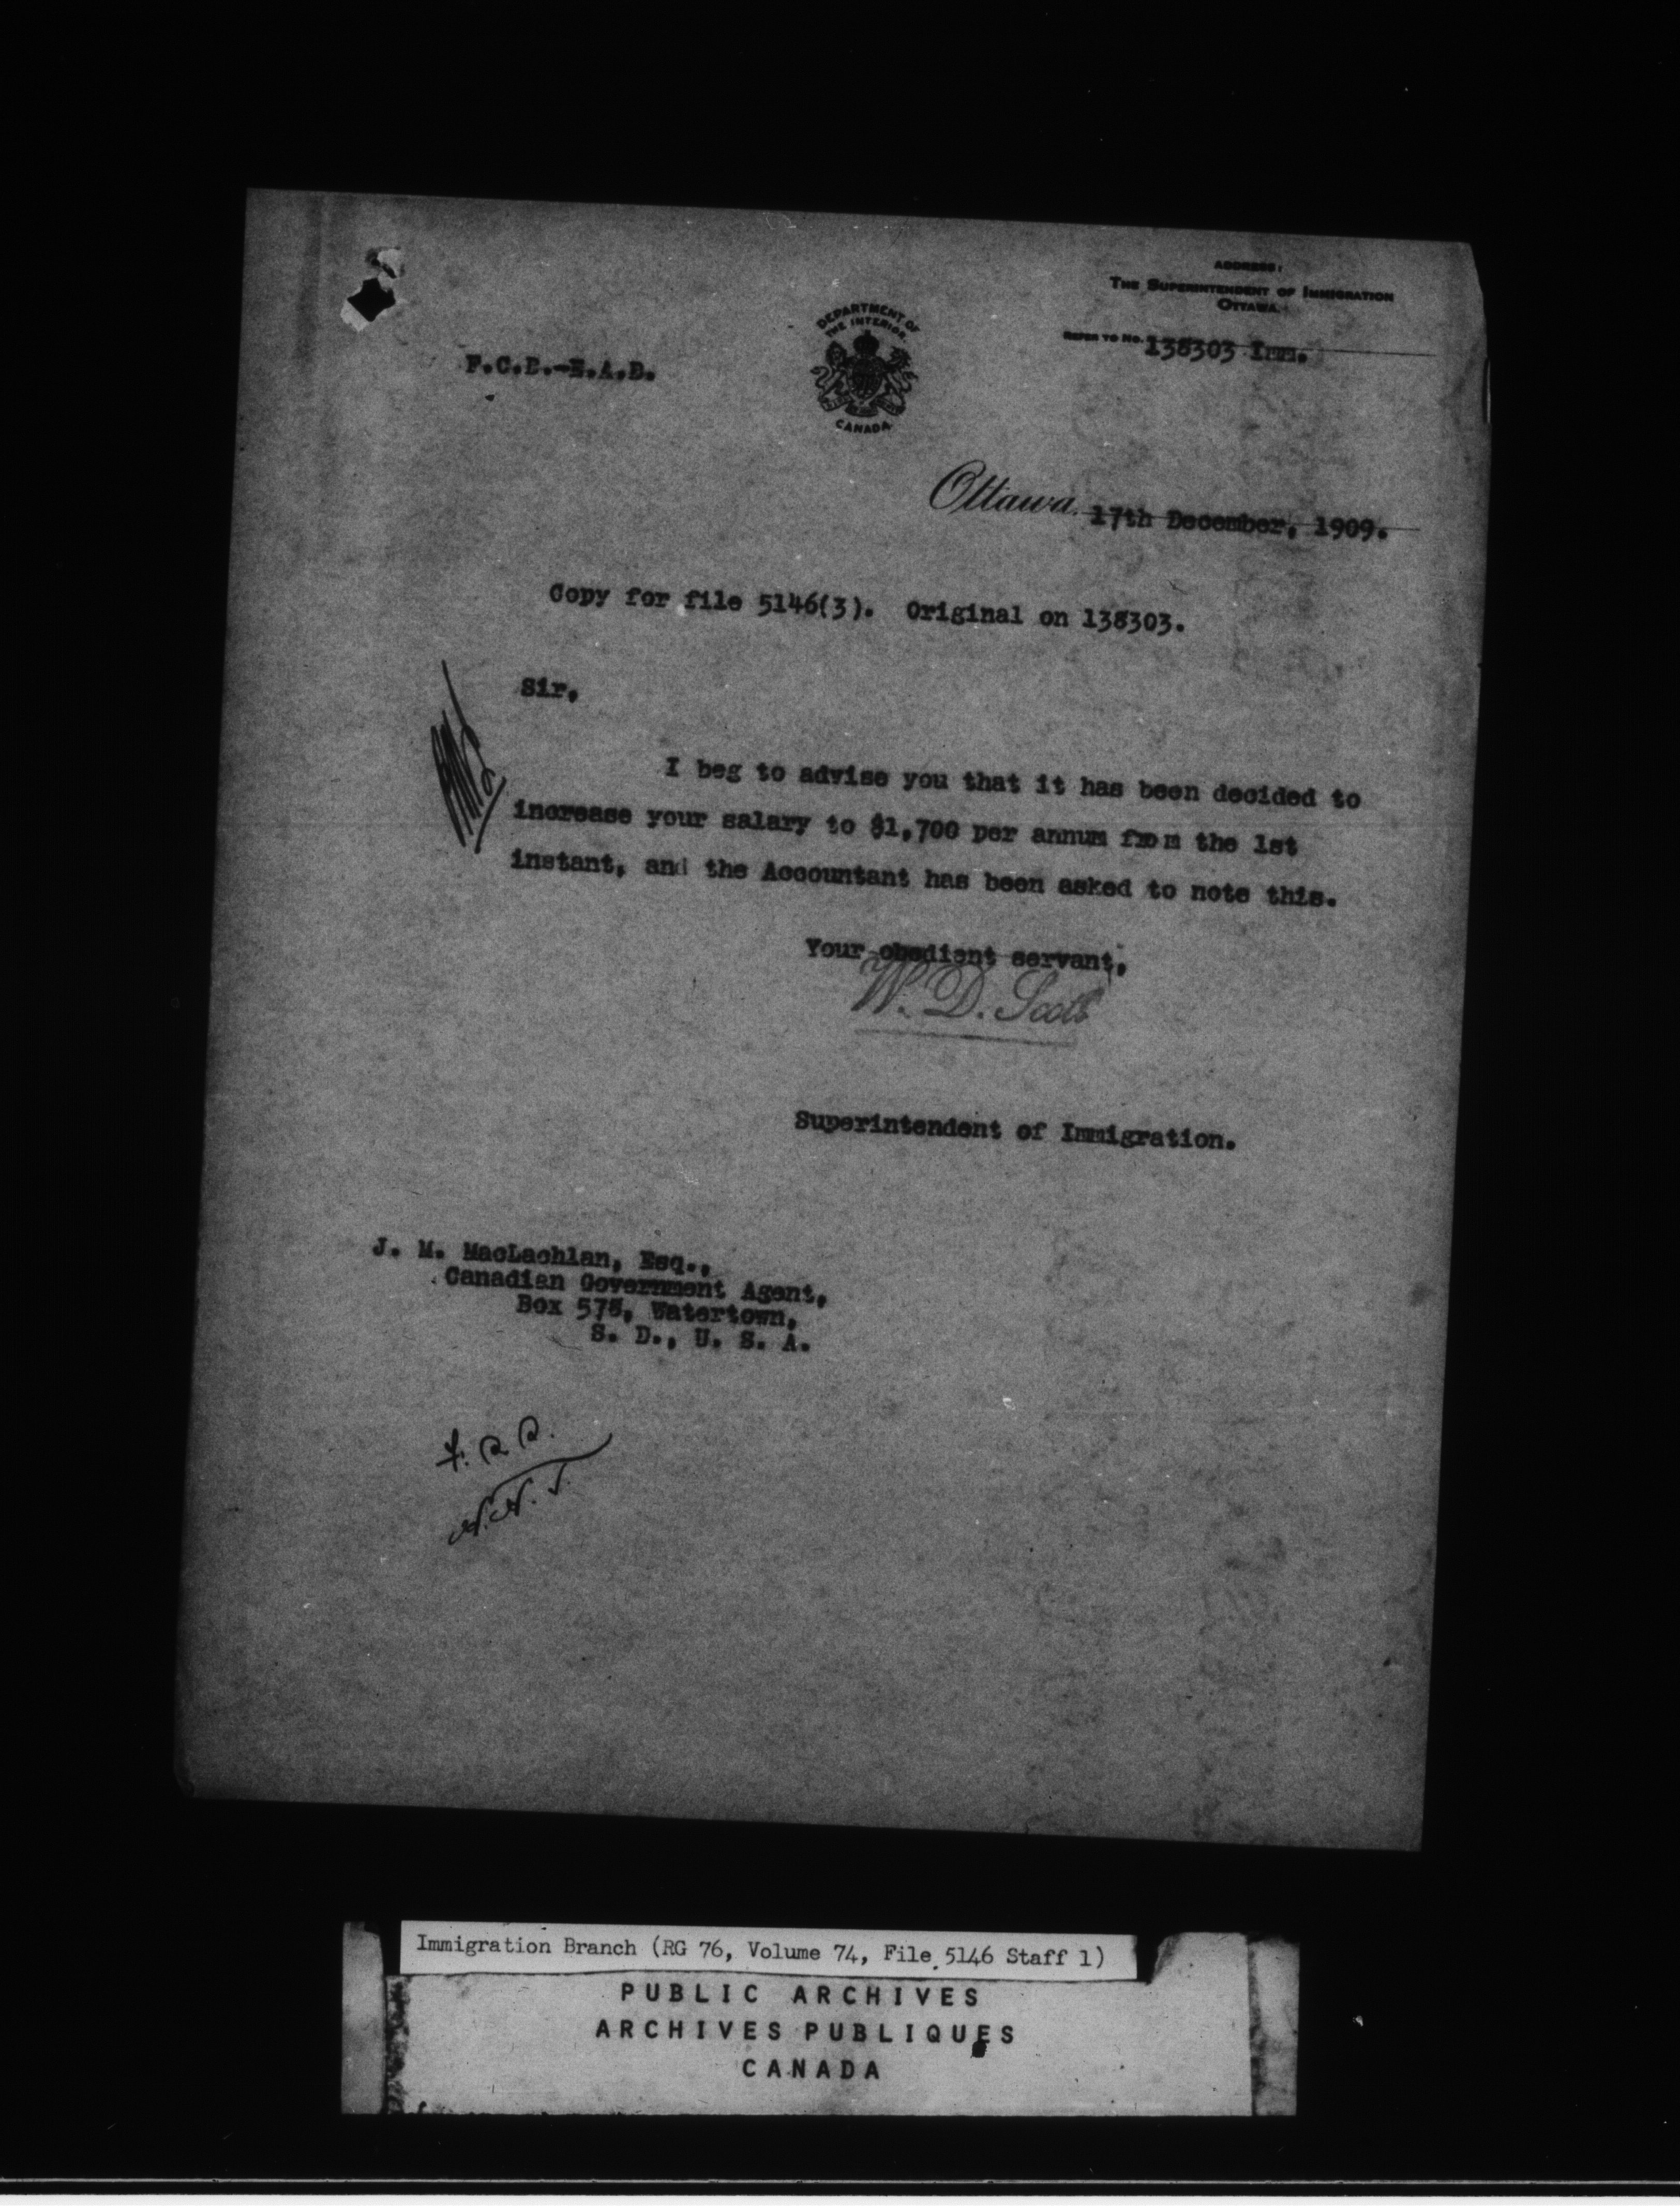 ADDRESS:
THE SUPERINTENDENT OF IMMIGRATION
OTTAWA
REFER TO NO. 138303 Imm.
DEPARTMENT OF
THE INTERIOR.
CANADA
F.C.B.-E.A.B.
Ottawa, 17th December, 1909.
Copy for file 5146(3). Original on 138303.
Sir,
I beg to advise you that it has been decided to
increase your salary to $1,700 per annum from the 1st
instant, and the Accountant has been asked to note this.
Your obedient servant,
W. D. Scott
Superintendent of Immigration.
J. M. MacLachlan, Esq.,
Canadian Government Agent,
Box 578, Watertown,
S. D., U. S. A.
Immigration Branch (RG 76, Volume 74, File 5146 Staff 1)
PUBLIC ARCHIVES
ARCHIVES PUBLIQUES
CANADA